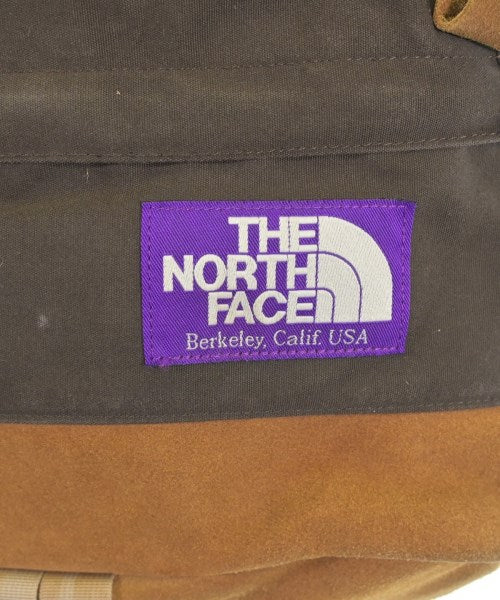 THE
NORTH
FACE
Berkeley, Calif. USA